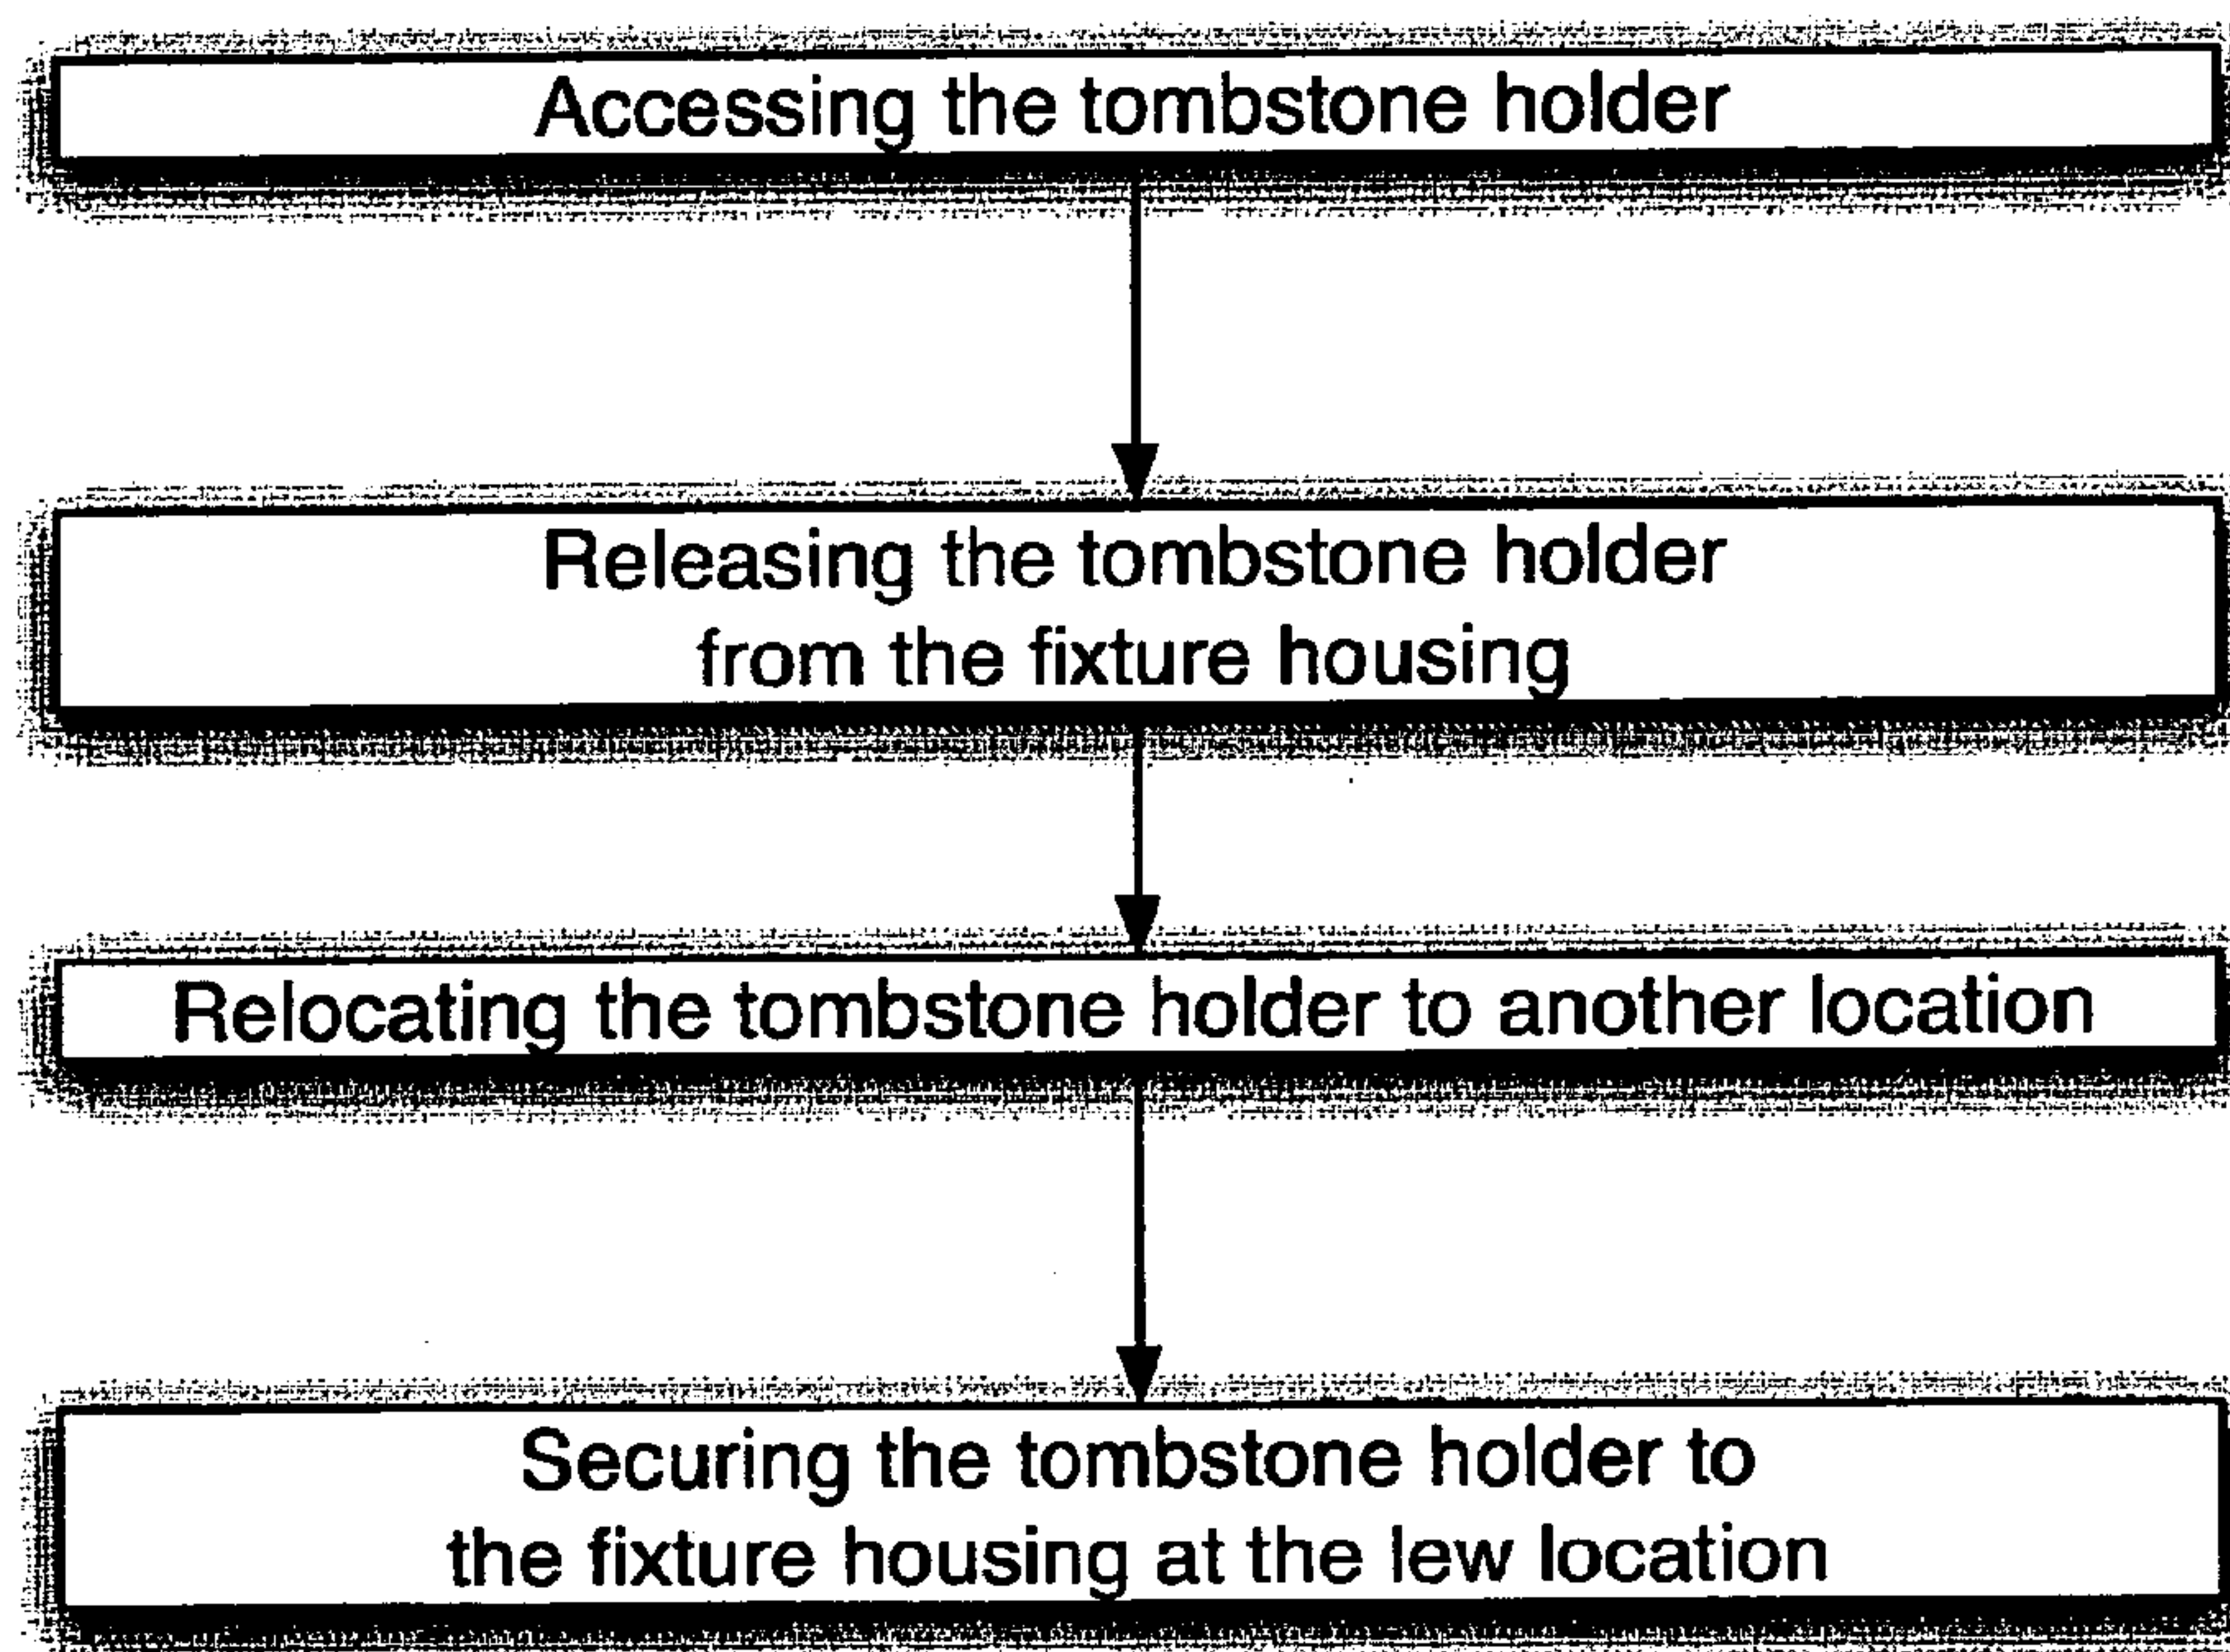 Accessing the tombstone holder
Releasing the tombstone holder
from the fixture housing
Relocating the tombstone holder to another location
Securing the tombstone holder to
the fixture housing at the lew location